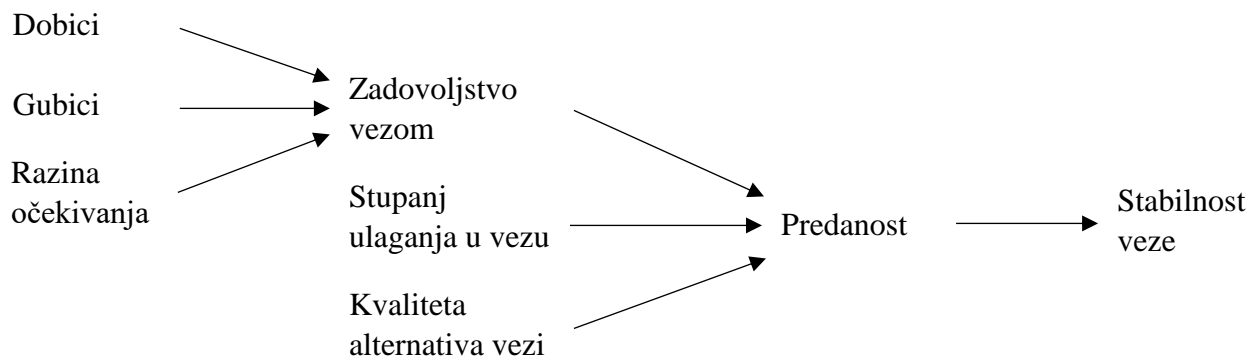 Dobici
Gubici
Razina
očekivanja
Zadovoljstvo
vezom
Stupanj
ulaganja u vezu
Kvaliteta
alternativa vezi
Predanost
Stabilnost
veze